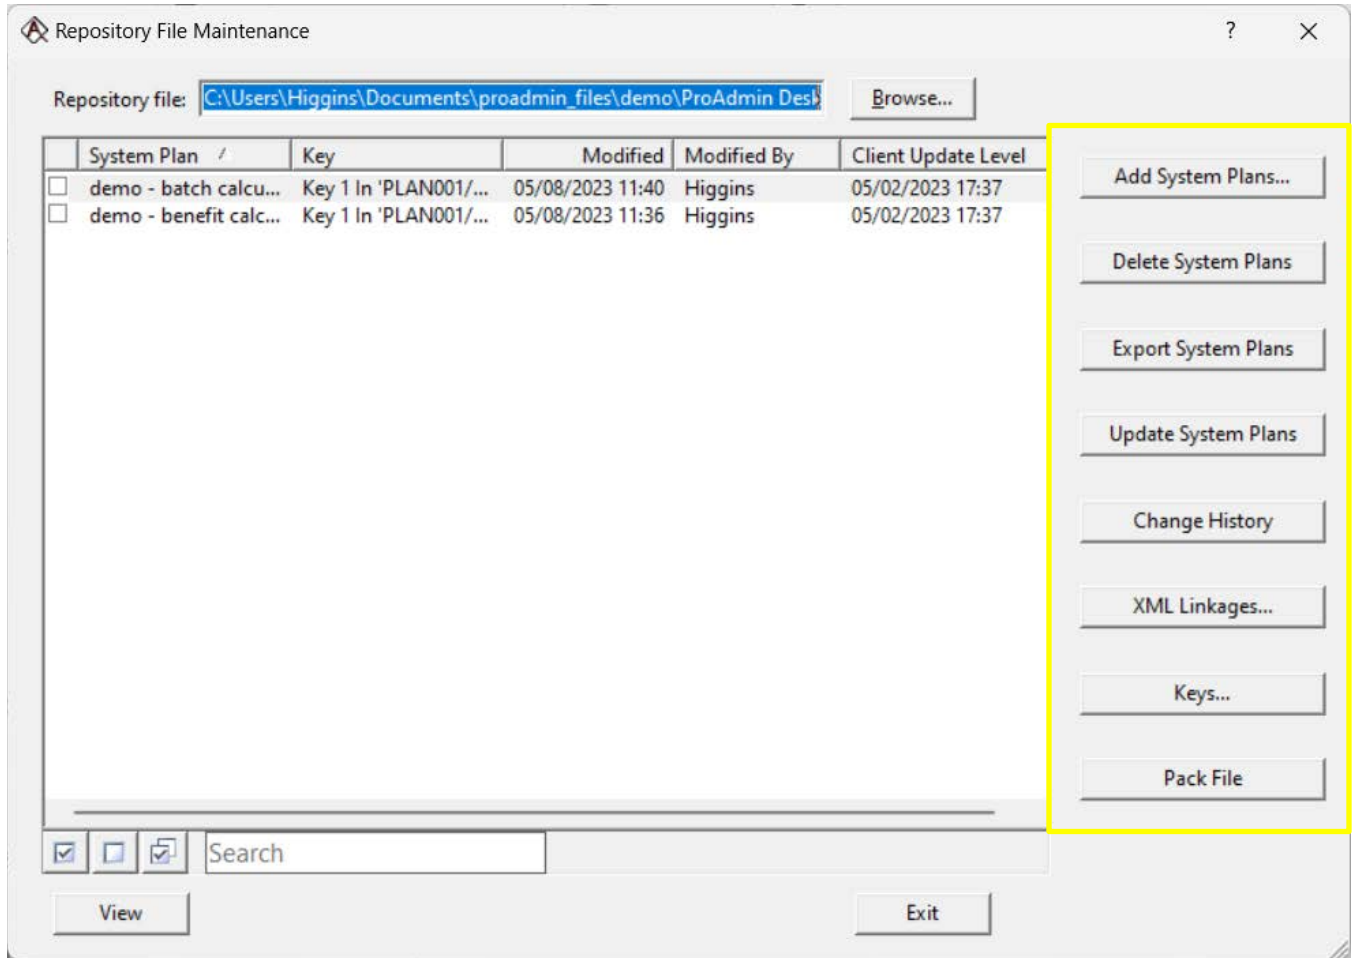 Repository File Maintenance
?
Repository file: C:\Users\Higgins\Documents\proadmin_files\demo\ProAdmin Desk Browse...
System Plan Key Modified Modified By Client Update Level
demo - batch calcu... Key 1 In 'PLAN001/... 05/08/2023 11:40 Higgins 05/02/2023 17:37
demo - benefit calc... Key 1 In 'PLAN001/... 05/08/2023 11:36 Higgins 05/02/2023 17:37
Add System Plans...
Delete System Plans
Export System Plans
Update System Plans
Change History
XML Linkages...
Keys...
Pack File
Search
View Exit